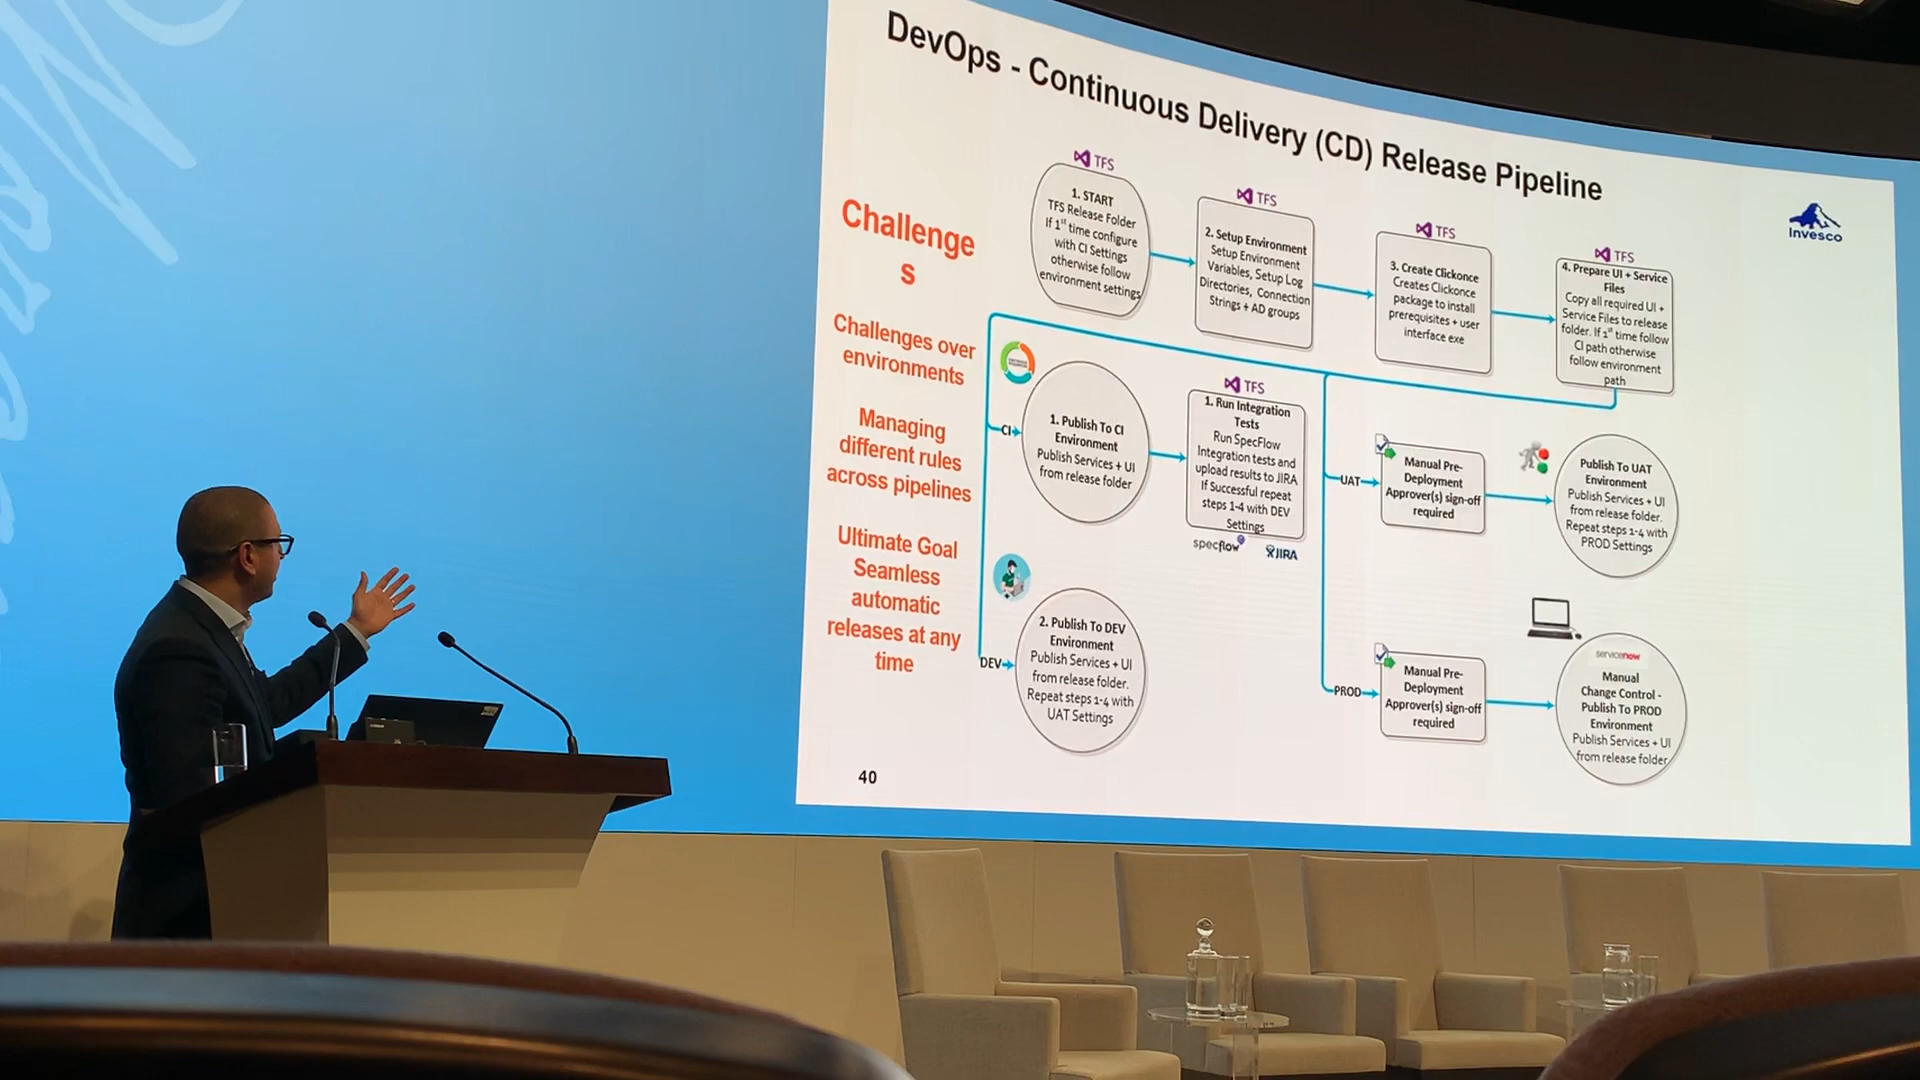 DevOps - Continuous Delivery (CD) Release Pipeline
Invesco
Challenge
s
Challenges over
environments
Managing
different rules
across pipelines
Ultimate Goal
Seamless
automatic
releases at any
time
40
TFS
1. START
TFS Release Folder
If 1st time configure
with CI Settings
otherwise follow
environment settings
TFS
2. Setup Environment
Setup Environment
Variables, Setup Log
Directories, Connection
Strings + AD groups
TFS
3. Create Clickonce
Creates Clickonce
package to install
prerequisites + user
interface exe
TFS
4. Prepare UI + Service
Files
Copy all required UI +
Service Files to release
folder. If 1st time follow
CI path otherwise
follow environment
path
CI
1. Publish To CI
Environment
Publish Services + UI
from release folder
TFS
1. Run Integration
Tests
Run SpecFlow
Integration tests and
upload results to JIRA
If Successful repeat
steps 1-4 with DEV
Settings
specflow
JIRA
DEV
2. Publish To DEV
Environment
Publish Services + UI
from release folder.
Repeat steps 1-4 with
UAT Settings
UAT
Manual Pre-
Deployment
Approver(s) sign-off
required
Publish To UAT
Environment
Publish Services + UI
from release folder.
Repeat steps 1-4 with
PROD Settings
PROD
Manual Pre-
Deployment
Approver(s) sign-off
required
servicenow
Manual
Change Control -
Publish To PROD
Environment
Publish Services + UI
from release folder